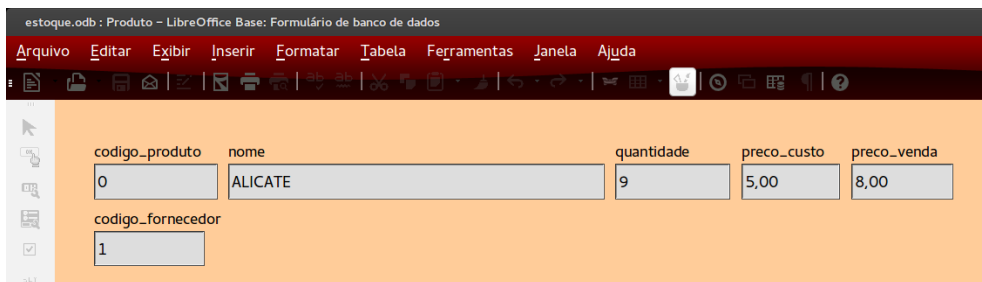 estoque.odb : Produto – LibreOffice Base: Formulário de banco de dados
Arquivo Editar Exibir Inserir Formatar Tabela Ferramentas Janela Ajuda
codigo_produto nome quantidade preco_custo preco_venda
0 ALICATE 9 5,00 8,00
codigo_fornecedor
1